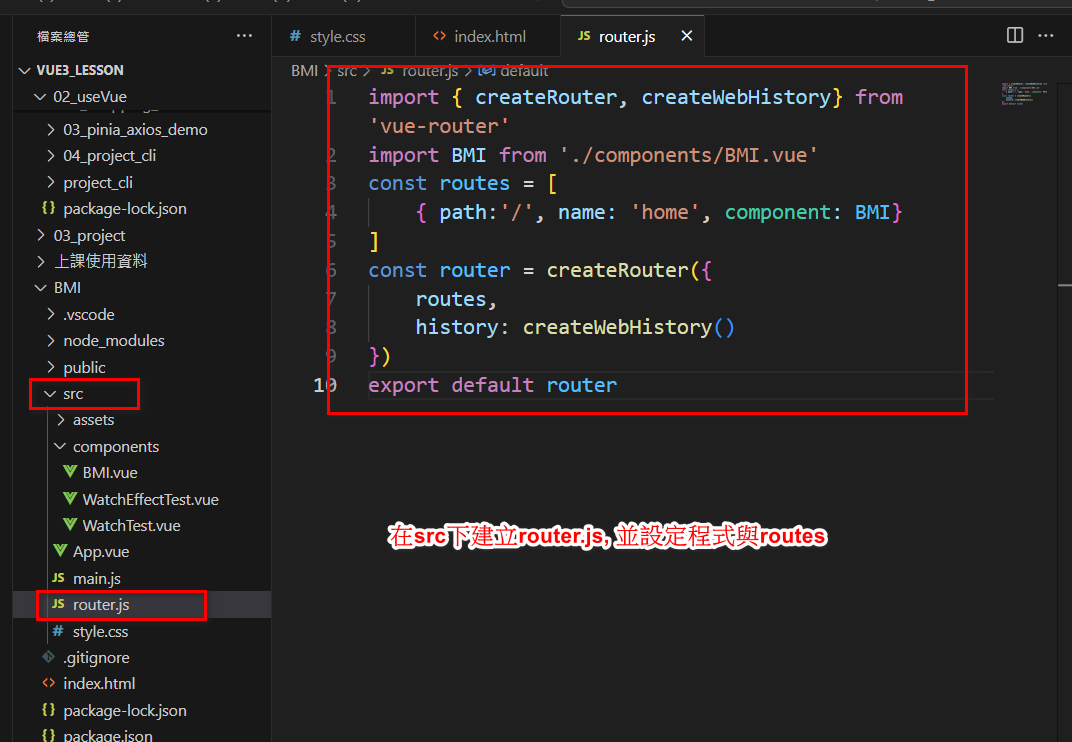 檔案總管
VUE3_LESSON
02_useVue
03_pinia_axios_demo
04_project_cli
project_cli
package-lock.json
03_project
上課使用資料
BMI
.vscode
node_modules
public
src
assets
components
BMI.vue
WatchEffectTest.vue
WatchTest.vue
App.vue
main.js
router.js
style.css
.gitignore
index.html
package-lock.json
package.json
style.css
index.html
router.js
BMI > src > JS router.js > default
1 import { createRouter, createWebHistory} from
'vue-router'
2 import BMI from './components/BMI.vue'
3 const routes = [
4 { path:'/', name: 'home', component: BMI}
5 ]
6 const router = createRouter({
7 routes,
8 history: createWebHistory()
9 })
10 export default router
在src下建立router.js, 並設定程式與routes